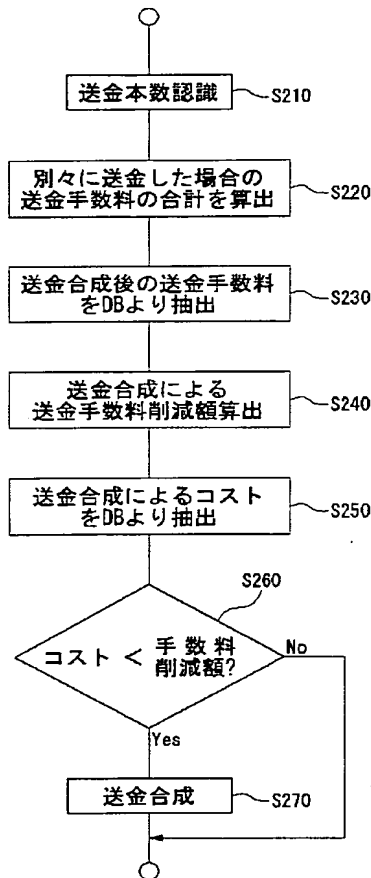 送金本数認識
S210
別々に送金した場合の
送金手数料の合計を算出
S220
送金合成後の送金手数料
をDBより抽出
S230
送金合成による
送金手数料削減額算出
S240
送金合成によるコスト
をDBより抽出
S250
S260
コスト < 手数料
削減額?
No
Yes
送金合成
S270